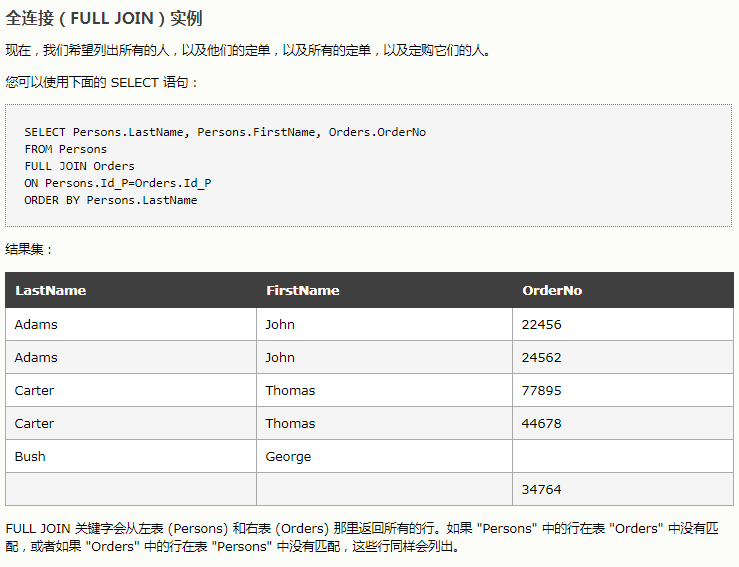 全连接（FULL JOIN）实例
现在，我们希望列出所有的人，以及他们的定单，以及所有的定单，以及定购它们的人。
您可以使用下面的 SELECT 语句：
SELECT Persons.LastName, Persons.FirstName, Orders.OrderNo
FROM Persons
FULL JOIN Orders
ON Persons.Id_P=Orders.Id_P
ORDER BY Persons.LastName
结果集：
LastName FirstName OrderNo
Adams John 22456
Adams John 24562
Carter Thomas 77895
Carter Thomas 44678
Bush George
34764
FULL JOIN 关键字会从左表 (Persons) 和右表 (Orders) 那里返回所有的行。如果 "Persons" 中的行在表 "Orders" 中没有匹
配，或者如果 "Orders" 中的行在表 "Persons" 中没有匹配，这些行同样会列出。